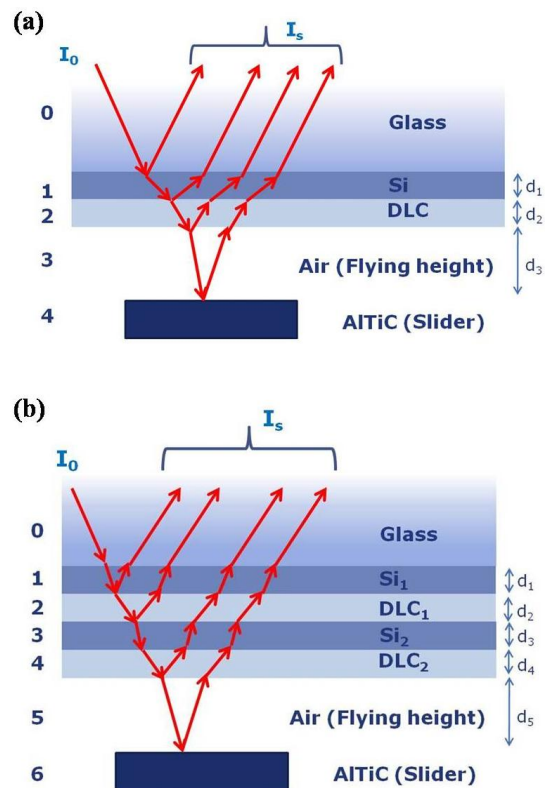 (a)
I₀
Iₛ
0
Glass
1
Si
d₁
2
DLC
d₂
3
Air (Flying height)
d₃
4
AlTiC (Slider)
(b)
I₀
Iₛ
0
Glass
1
Si₁
d₁
2
DLC₁
d₂
3
Si₂
d₃
4
DLC₂
d₄
5
Air (Flying height)
d₅
6
AlTiC (Slider)